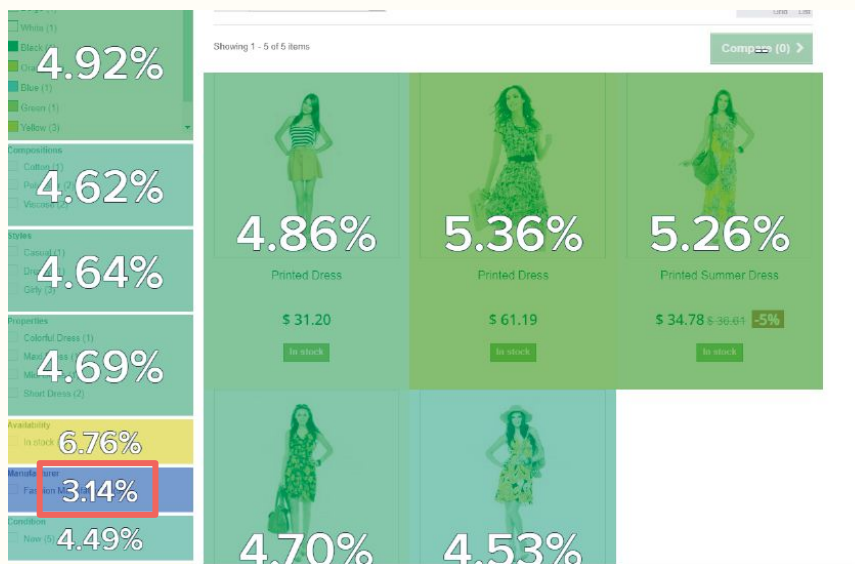 White (1)
Black
4.92%
Blue (1)
Green (1)
Yellow (3)
Compositions
Cotton (1)
4.62%
Viscose (2)
Styles
Casual (1)
4.64%
Girly
Properties
Colorful Dress (1)
4.69%
Short Dress (2)
Availability
In stock
6.76%
3.14%
Condition
New (5)
4.49%
Showing 1 - 5 of 5 items
Compare (0)
4.86% 5.36% 5.26%
Printed Dress Printed Dress Printed Summer Dress
$ 31.20 $ 61.19 $ 34.78 $ 36.61 -5%
In stock In stock In stock
4.70% 4.53%